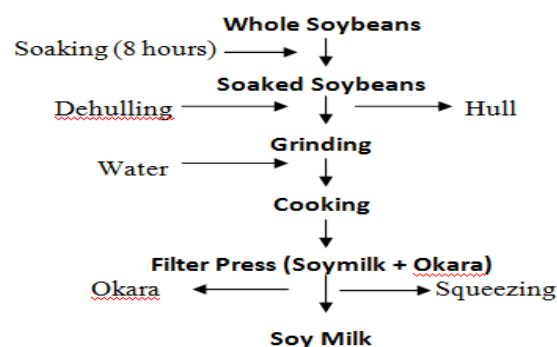 Whole Soybeans
Soaking (8 hours)
Soaked Soybeans
Dehulling
Hull
Grinding
Water
Cooking
Filter Press (Soymilk + Okara)
Okara
Squeezing
Soy Milk